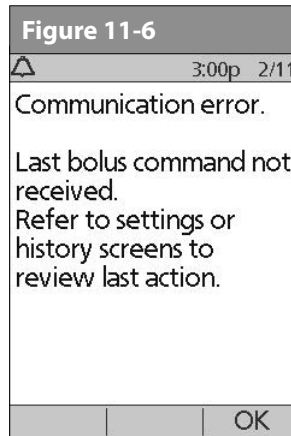 Figure 11-6
3:00p 2/11
Communication error.
Last bolus command not
received.
Refer to settings or
history screens to
review last action.
OK